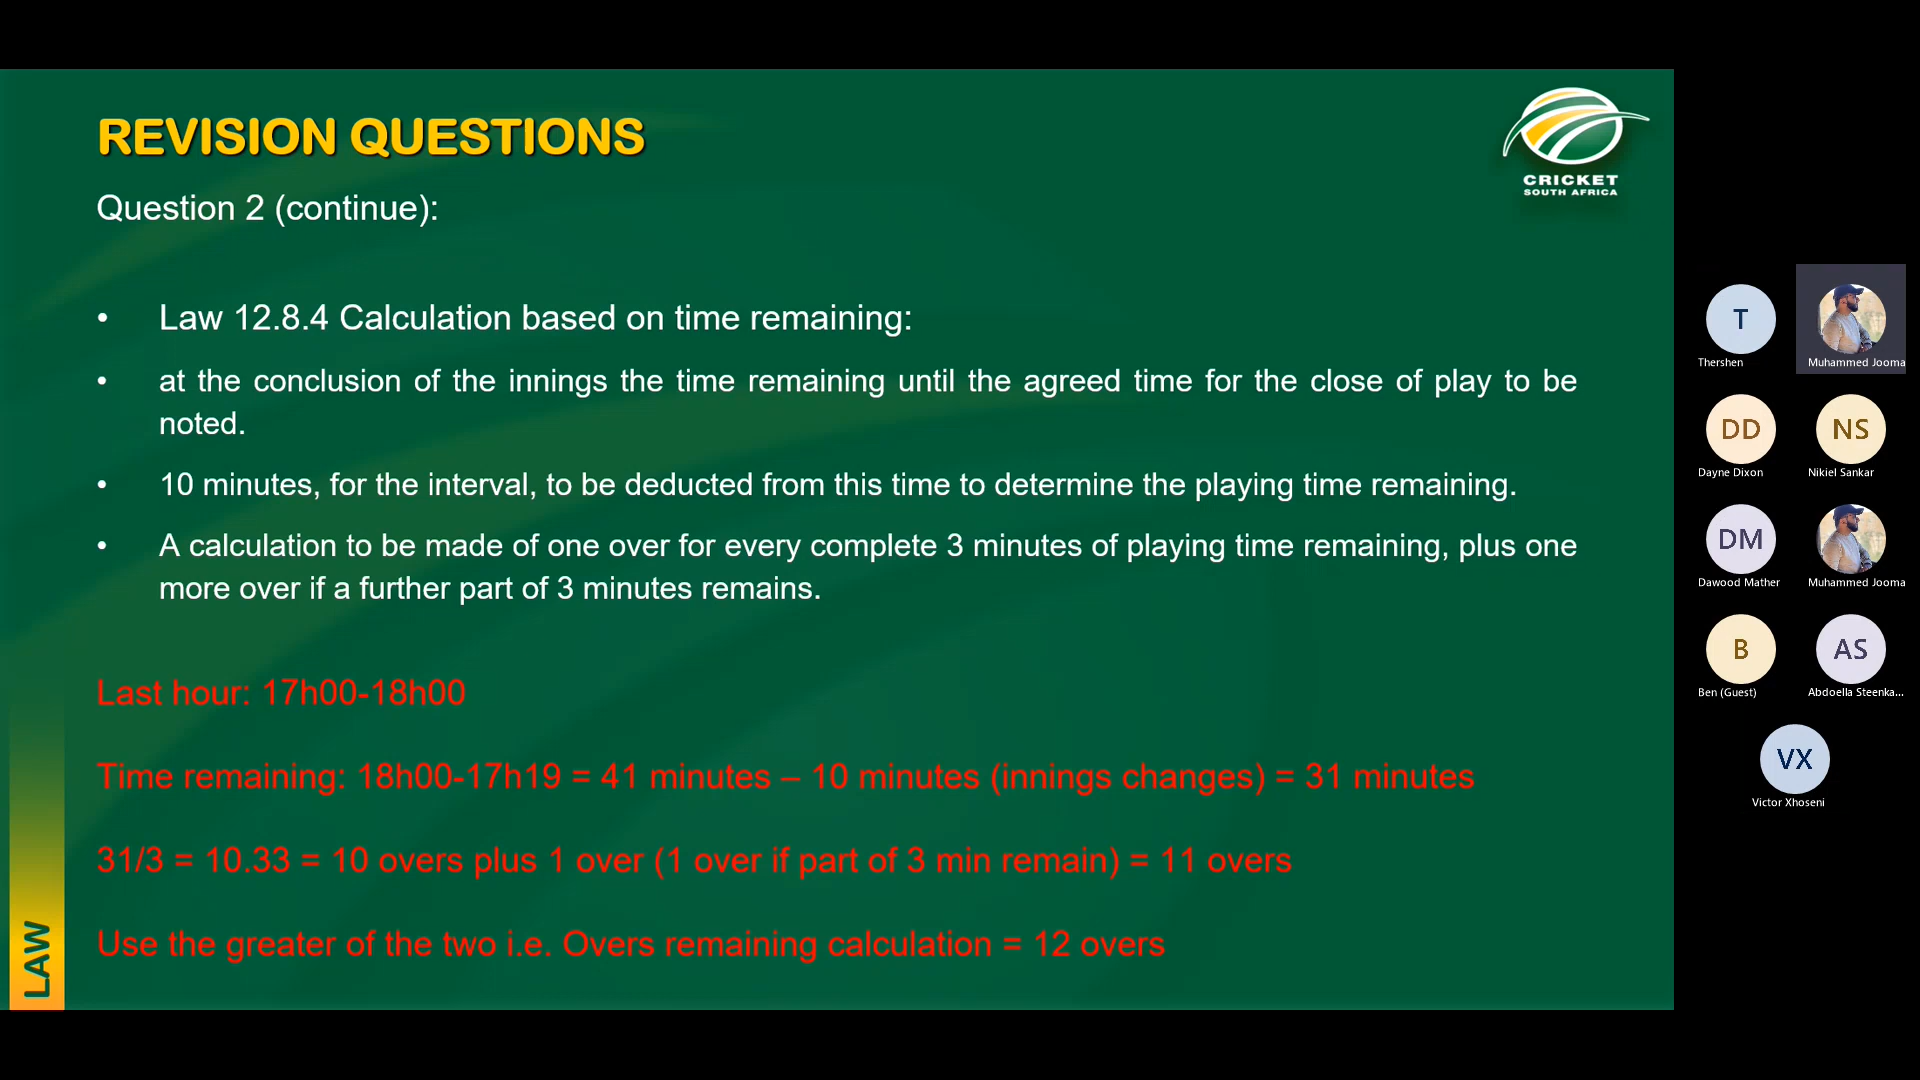 REVISION QUESTIONS
CRICKET
SOUTH AFRICA
Question 2 (continue):
• Law 12.8.4 Calculation based on time remaining:
• at the conclusion of the innings the time remaining until the agreed time for the close of play to be
noted.
• 10 minutes, for the interval, to be deducted from this time to determine the playing time remaining.
• A calculation to be made of one over for every complete 3 minutes of playing time remaining, plus one
more over if a further part of 3 minutes remains.
Last hour: 17h00-18h00
Time remaining: 18h00-17h19 = 41 minutes – 10 minutes (innings changes) = 31 minutes
31/3 = 10.33 = 10 overs plus 1 over (1 over if part of 3 min remain) = 11 overs
Use the greater of the two i.e. Overs remaining calculation = 12 overs
LAW
T
Thershen
Muhammed Jooma
DD
Dayne Dixon
NS
Nikiel Sankar
DM
Dawood Mather
Muhammed Jooma
B
Ben (Guest)
AS
Abdoella Steenka...
VX
Victor Xhoseni